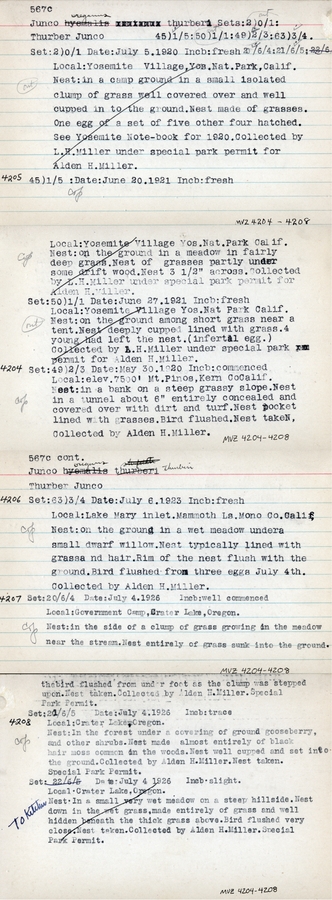 567C
oreganus
Junco hyemalis thurberi Sets:2)0/1:
Thurber Junco 45)1/5:50)1/1:49)2/3:63)3/4.
Set:2)0/1 Date:July 5,1920 Incb:fresh 20/6/4:21/6/5:22/6/
Local:Yosemite Village,Yos.Nat.Park,Calif.
Nest:in a camp ground in a small isolated
clump of grass well covered over and well
cupped in to the ground.Nest made of grasses.
One egg of a set of five other four hatched.
See Yosemite Note-book for 1920.Collected by
L.H.Miller under special park permit for
Alden H.Miller.
4205 45)1/5 :Date:June 20.1921 Incb:fresh
MVZ 4204-4208
Local:Yosemite Village Yos.Nat.Park Calif.
Nest:on the ground in a meadow in fairly
deep grass.Nest of grasses partly under
some drift wood.Nest 3 1/2" across.Collected
by L.H.Miller under special park permit for
Alden H.Miller.
Set:50)1/1 Date:June 27.1921 Incb:fresh
Local:Yosemite Village Yos.Nat Park Calif.
(out) Nest:on the ground among short grass near a
tent.Nest deeply cupped lined with grass.4
young had left the nest.(infertal egg.)
Collected by L.H.Miller under special park
permit for Alden H.Miller.
4204 Set:49)2/3 Date:May 30.1920 Incb:commenced
Local:elev.7500' Mt.Pinos,Kern CoCalif.
Nest:in a bank on a steep grassy slope.Nest
in a tunnel about 6" entirely concealed and
covered over with dirt and turf.Nest pocket
lined with grasses.Bird flushed.Nest takeN,
Collected by Alden H.Miller.
MVZ 4204-4208
567C cont.
oreganus
Junco hyemalis thurberi thurberi
Thurber Junco
4206 Set:63)3/4 Date:July 6.1923 Incb:fresh
Local:Lake Mary inlet.Mammoth La.Mono Co.Calif,
Nest:on the ground in a wet meadow undera
small dwarf willow.Nest typically lined with
grassa nd hair.Rim of the nest flush with the
ground.Bird flushed from three eggs July 4th.
Collected by Alden H.Miller.
4207 Set:20/6/4 Date:July 4.1926 Incb:well commenced
Local:Government Camp,Crater Lake,Oregon.
Nest:in the side of a clump of grass growing in the meadow
near the stream.Nest entirely of grass sunk into the ground.
MVZ 4204-4208
thebird flushed from under foot as the clump was stepped
upon.Nest taken.Collected by Alden H.Miller.Special
Park Permit.
Set:21/6/5 Date:July 4.1926 Incb:trace
4208 Local:Crater Lake,Oregon.
Nest:In the forest under a covering of ground gooseberry,
and other shrubs.Nest made almost entirely of black
hair moss common in the woods.Nest well cupped and set into
the ground.Collected by Alden H.Miller.Nest taken.
Special Park Permit.
Set: 22/6/5 Date:July 4 1926 Incb:slight.
Local:Crater Lake,Oregon.
To Kitchin Nest:In a small very wet meadow on a steep hillside.Nest
down in the wet grass,made entirely of grass and well
hidden beneath the thick grass above.Bird flushed very
close.Nest taken.Collected by Alden H.Miller.Special
Park Permit.
MVZ 4204-4208